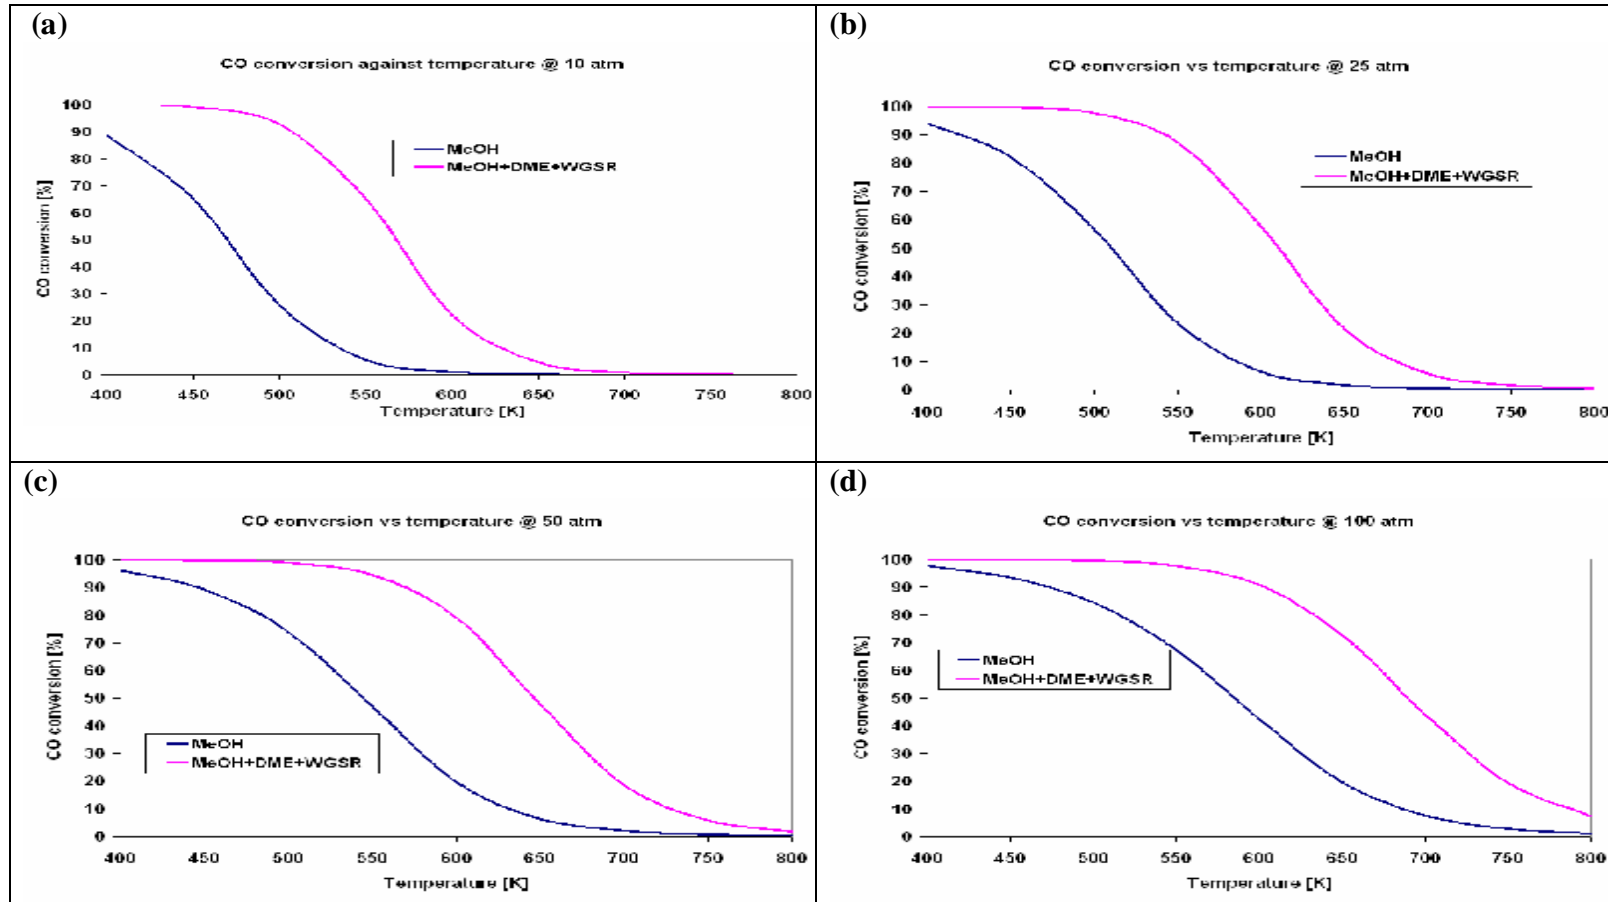 (a)
CO conversion against temperature @ 10 atm
100
90
80
70
60
50
40
30
20
10
0
CO conversion [%]
MeOH
MeOH+DME+WGSR
400 450 500 550 600 650 700 750 800
Temperature [K]
(b)
CO conversion vs temperature @ 25 atm
100
90
80
70
60
50
40
30
20
10
0
CO conversion [%]
MeOH
MeOH+DME+WGSR
400 450 500 550 600 650 700 750 800
Temperature [K]
(c)
CO conversion vs temperature @ 50 atm
100
90
80
70
60
50
40
30
20
10
0
CO conversion [%]
MeOH
MeOH+DME+WGSR
400 450 500 550 600 650 700 750 800
Temperature [K]
(d)
CO conversion vs temperature @ 100 atm
100
90
80
70
60
50
40
30
20
10
0
CO conversion [%]
MeOH
MeOH+DME+WGSR
400 450 500 550 600 650 700 750 800
Temperature [K]